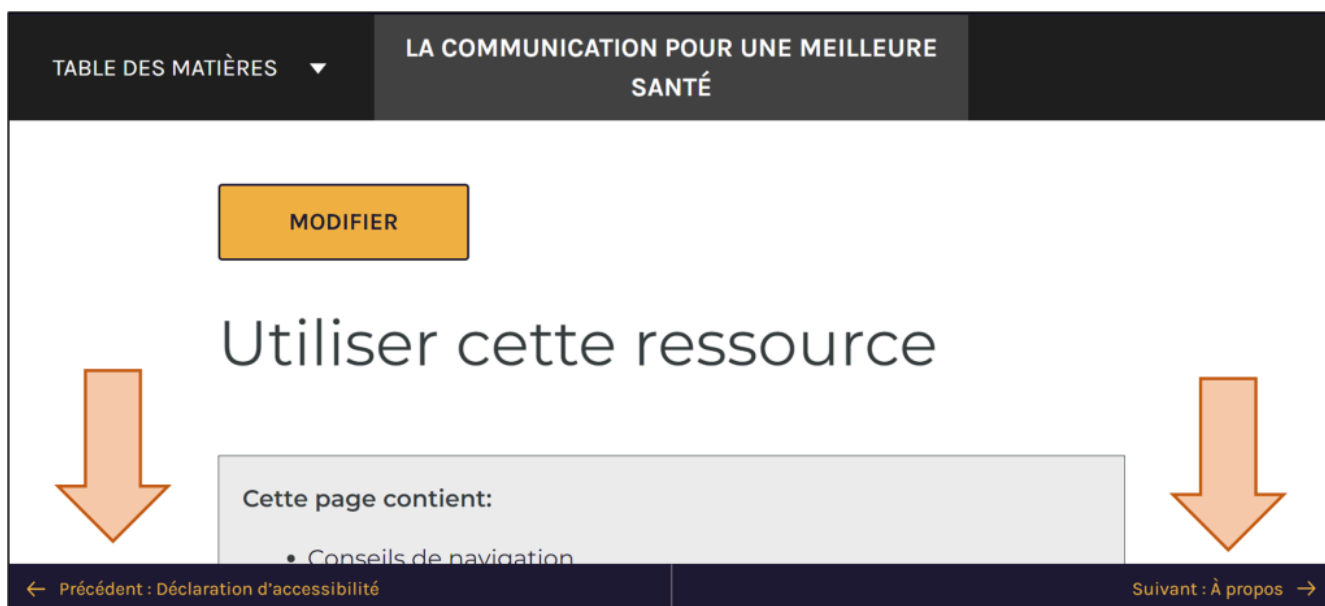 TABLE DES MATIÈRES
LA COMMUNICATION POUR UNE MEILLEURE
SANTÉ
MODIFIER
Utiliser cette ressource
Cette page contient:
• Conseils de navigation
← Précédent : Déclaration d'accessibilité
Suivant : À propos →